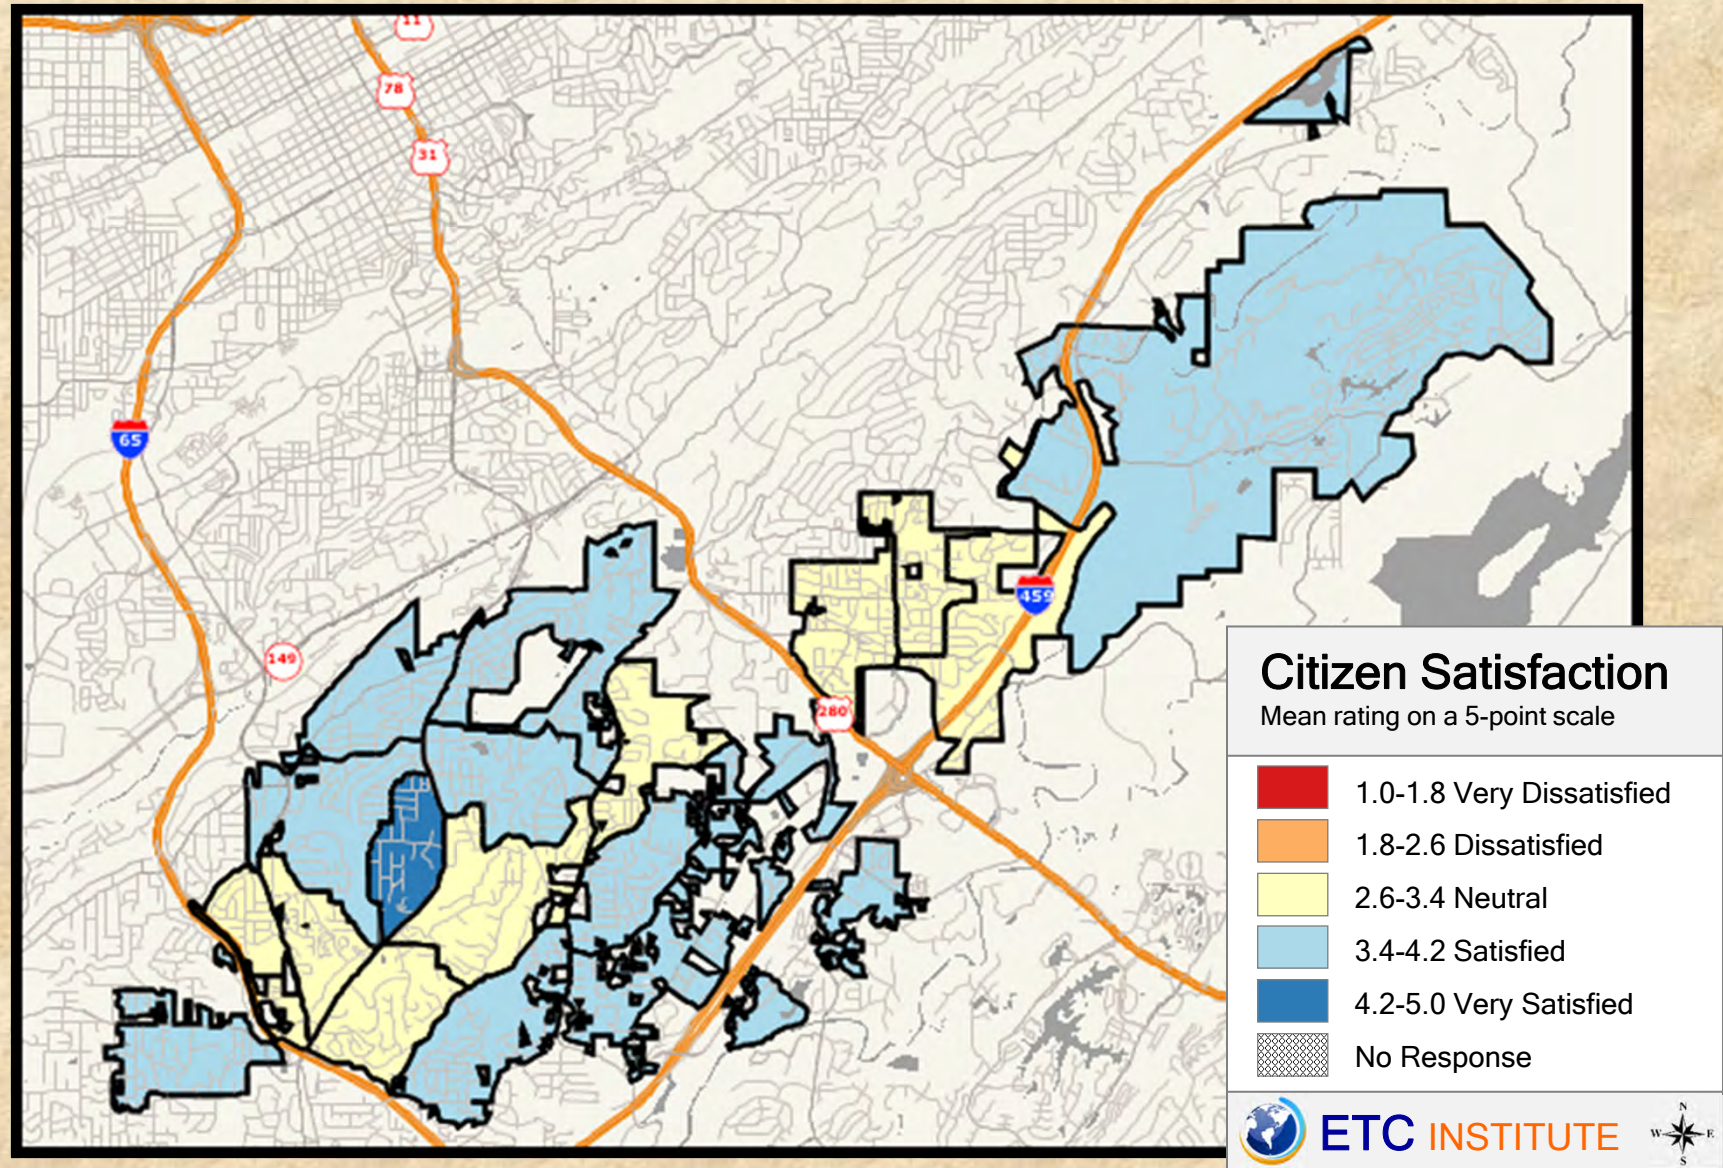 11
78
31
65
149
280
459
Citizen Satisfaction
Mean rating on a 5-point scale
1.0-1.8 Very Dissatisfied
1.8-2.6 Dissatisfied
2.6-3.4 Neutral
3.4-4.2 Satisfied
4.2-5.0 Very Satisfied
No Response
ETC INSTITUTE
N
W E
S